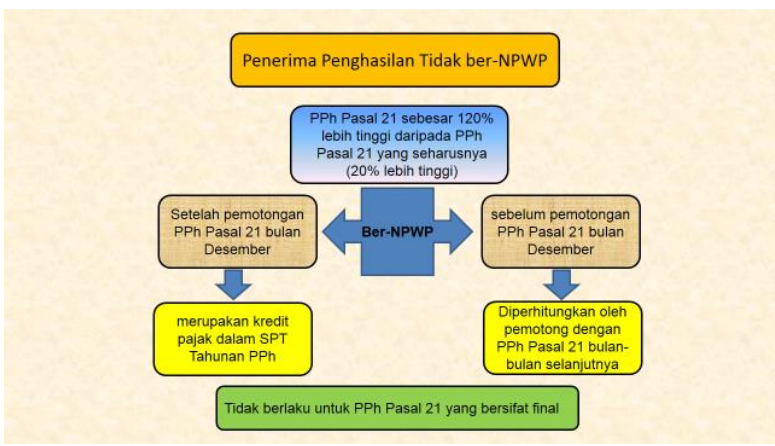 Penerima Penghasilan Tidak ber-NPWP
PPh Pasal 21 sebesar 120%
lebih tinggi daripada PPh
Pasal 21 yang seharusnya
(20% lebih tinggi)
Setelah pemotongan
PPh Pasal 21 bulan
Desember
Ber-NPWP
sebelum pemotongan
PPh Pasal 21 bulan
Desember
merupakan kredit
pajak dalam SPT
Tahunan PPh
Diperhitungkan oleh
pemotong dengan
PPh Pasal 21 bulan-
bulan selanjutnya
Tidak berlaku untuk PPh Pasal 21 yang bersifat final